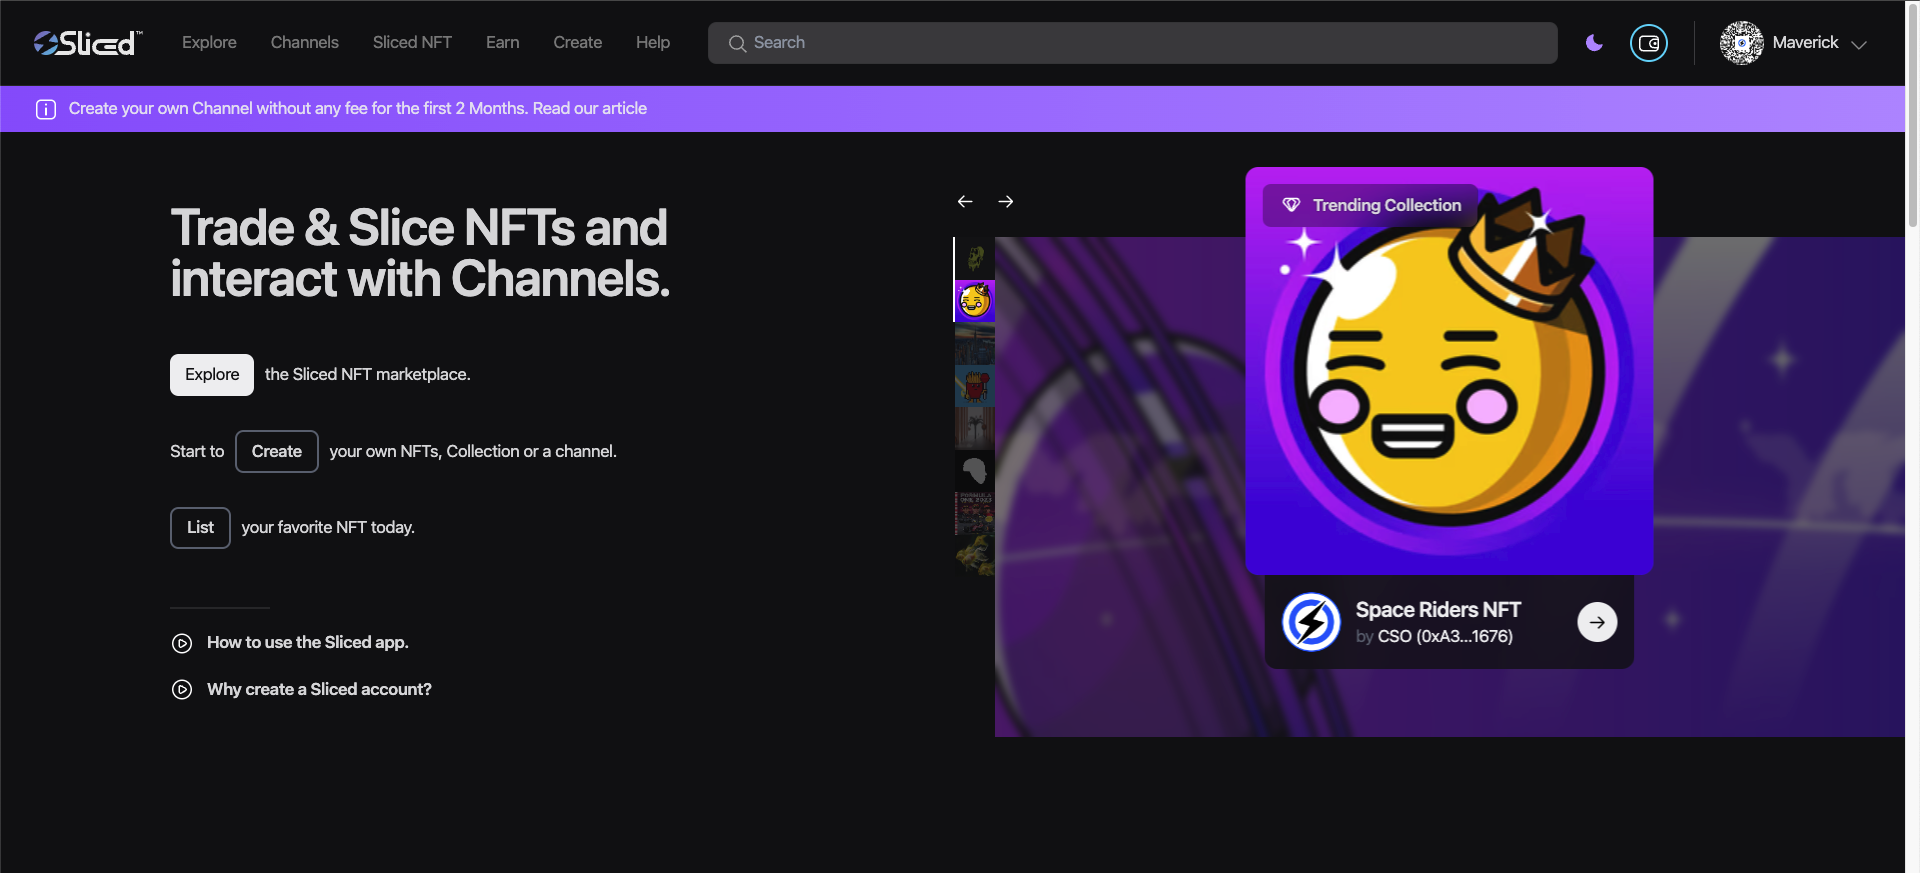 Sliced™
Explore
Channels
Sliced NFT
Earn
Create
Help
Search
Maverick
Create your own Channel without any fee for the first 2 Months. Read our article
Trade & Slice NFTs and
interact with Channels.
Explore the Sliced NFT marketplace.
Start to Create your own NFTs, Collection or a channel.
List your favorite NFT today.
How to use the Sliced app.
Why create a Sliced account?
Trending Collection
FORMULA
ONE 2023
Space Riders NFT
by CSO (0xA3...1676)